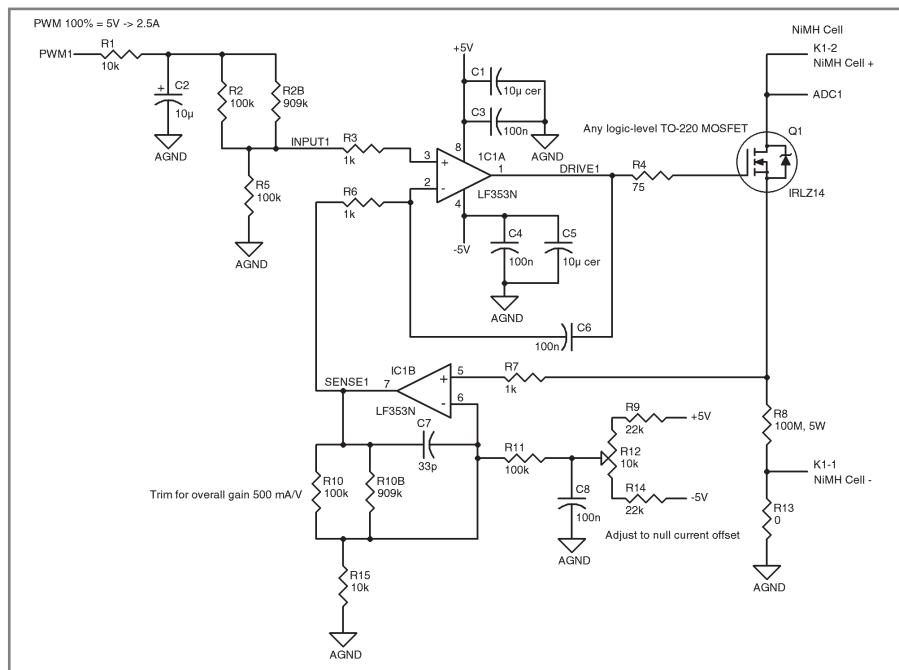 PWM 100% = 5V -> 2.5A
NiMH Cell
PWM1
R1
10k
+5V
K1-2
NiMH Cell +
C2
10µ
+
R2
100k
R2B
909k
C1
10µ cer
ADC1
C3
100n
Any logic-level TO-220 MOSFET
Q1
AGND
INPUT1
R3
1k
AGND
8
3
+
1C1A
1
DRIVE1
R4
75
2
-
LF353N
4
IRLZ14
R5
100k
R6
1k
-5V
C4
100n
C5
10µ cer
AGND
AGND
C6
100n
IC1B
SENSE1
7
+
5
R7
1k
LF353N
-
6
C7
33p
R9
22k
+5V
R8
100M, 5W
R11
100k
R12
10k
K1-1
NiMH Cell -
R10
100k
R10B
909k
Trim for overall gain 500 mA/V
C8
100n
R14
22k
-5V
R13
0
Adjust to null current offset
AGND
R15
10k
AGND
AGND